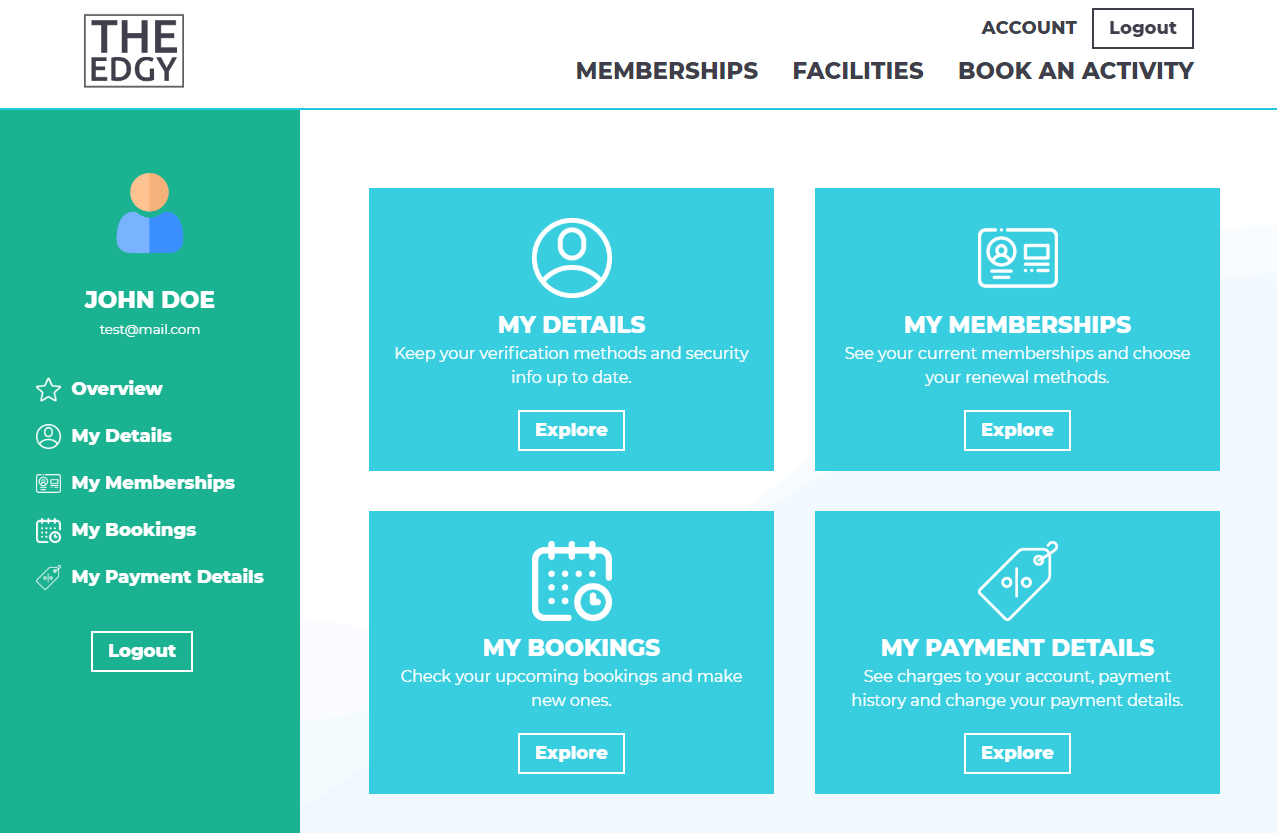 THE
EDGY
ACCOUNT
Logout
MEMBERSHIPS
FACILITIES
BOOK AN ACTIVITY
JOHN DOE
test@mail.com
Overview
My Details
My Memberships
My Bookings
My Payment Details
Logout
MY DETAILS
Keep your verification methods and security
info up to date.
Explore
MY MEMBERSHIPS
See your current memberships and choose
your renewal methods.
Explore
MY BOOKINGS
Check your upcoming bookings and make
new ones.
Explore
MY PAYMENT DETAILS
See charges to your account, payment
history and change your payment details.
Explore